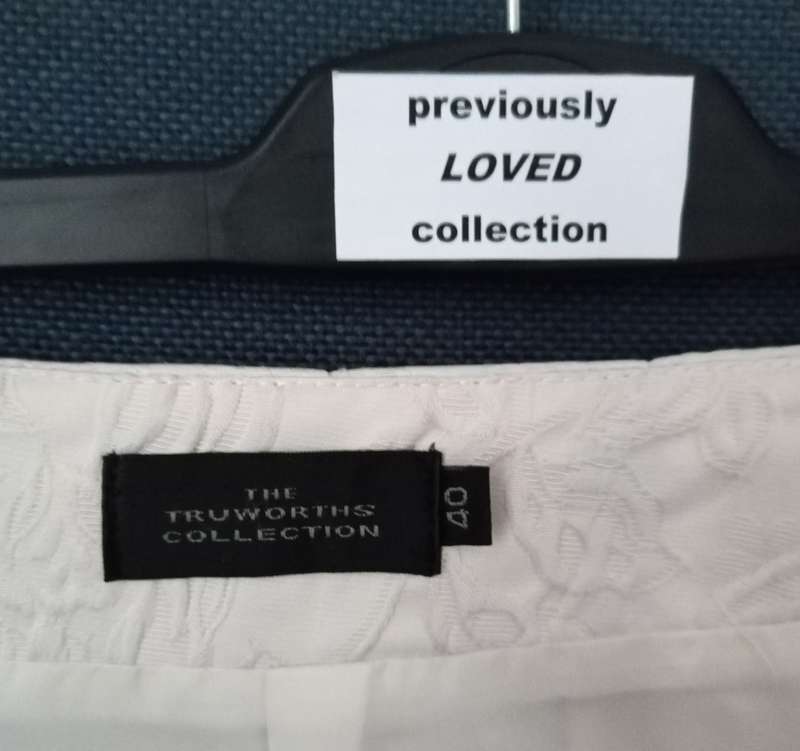 previously
LOVED
collection
THE
TRUWORTHS
COLLECTION
40